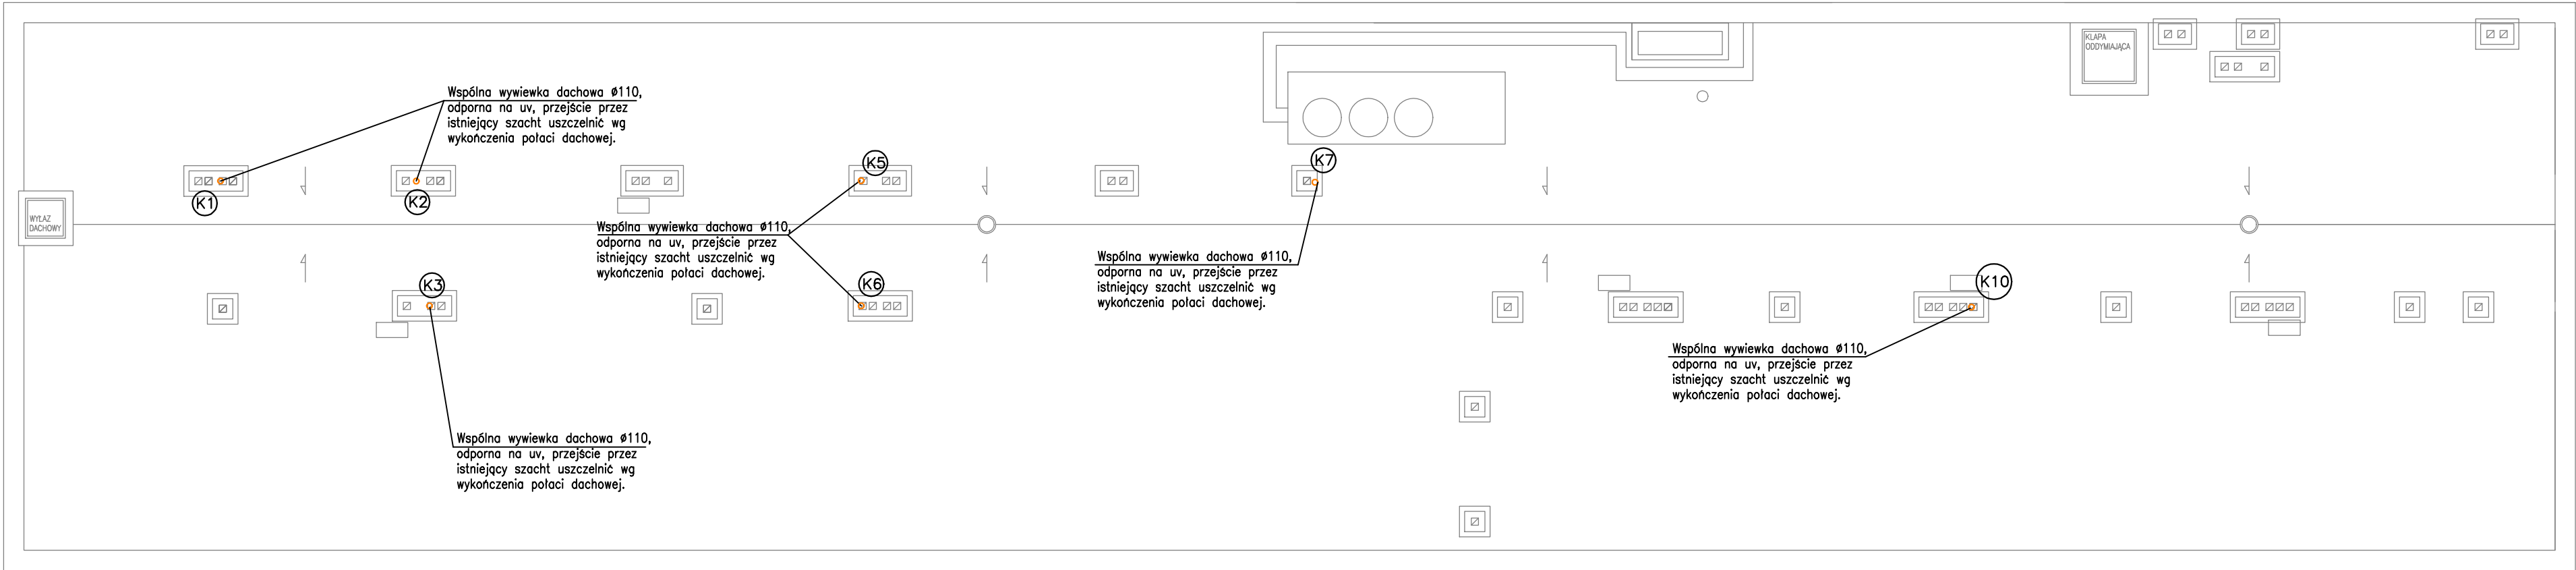 KLAPA
ODDYMIAJĄCA
Wspólna wywiewka dachowa ø110,
odporna na uv, przejście przez
istniejący szacht uszczelnić wg
wykończenia połaci dachowej.
K1
K2
K5
K7
WYŁAZ
DACHOWY
Wspólna wywiewka dachowa ø110,
odporna na uv, przejście przez
istniejący szacht uszczelnić wg
wykończenia połaci dachowej.
Wspólna wywiewka dachowa ø110,
odporna na uv, przejście przez
istniejący szacht uszczelnić wg
wykończenia połaci dachowej.
K3
K6
K10
Wspólna wywiewka dachowa ø110,
odporna na uv, przejście przez
istniejący szacht uszczelnić wg
wykończenia połaci dachowej.
Wspólna wywiewka dachowa ø110,
odporna na uv, przejście przez
istniejący szacht uszczelnić wg
wykończenia połaci dachowej.